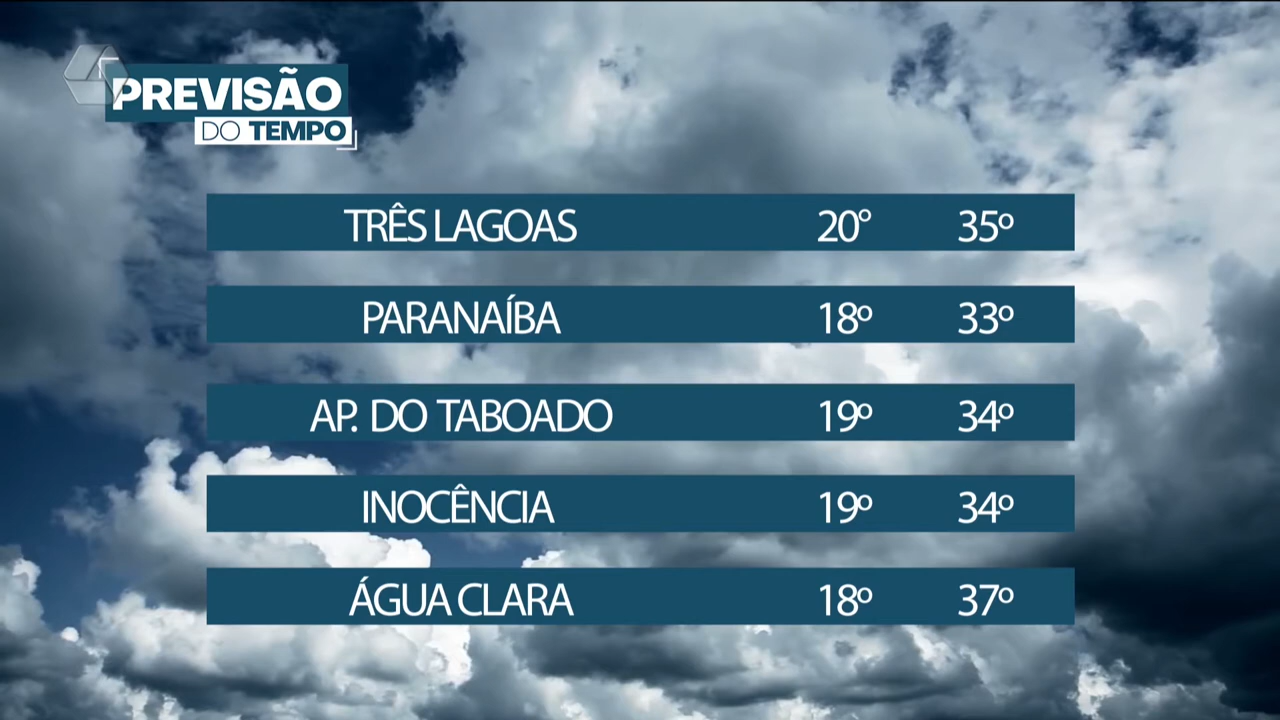 PREVISÃO
DO TEMPO
TRÊS LAGOAS 20° 35º
PARANAÍBA 18º 33º
AP. DO TABOADO 19º 34º
INOCÊNCIA 19º 34º
ÁGUA CLARA 18º 37º